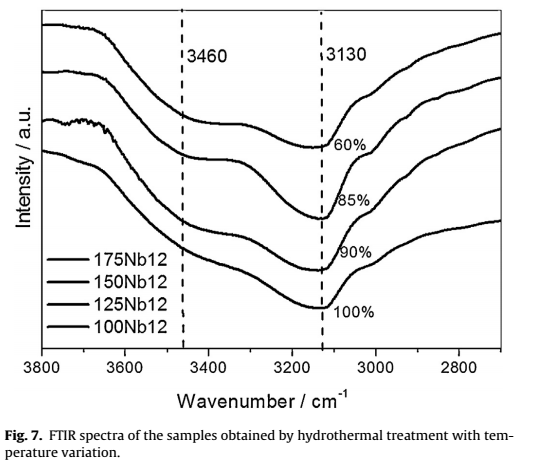 3460
3130
60%
85%
90%
100%
175Nb12
150Nb12
125Nb12
100Nb12
Intensity / a.u.
3800 3600 3400 3200 3000 2800
Wavenumber / cm⁻¹
Fig. 7. FTIR spectra of the samples obtained by hydrothermal treatment with tem-
perature variation.